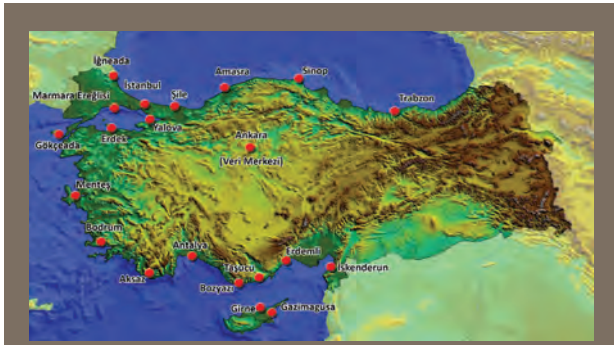 İğneada
İstanbul
Marmara Ereğlisi
Şile
Amasra
Sinop
Trabzon
Yalova
Erdek
Gökçeada
Ankara
(Veri Merkezi)
Menteş
Bodrum
Aksaz
Antalya
Bozyazı
Taşucu
Erdemli
İskenderun
Girne
Gazimagusa